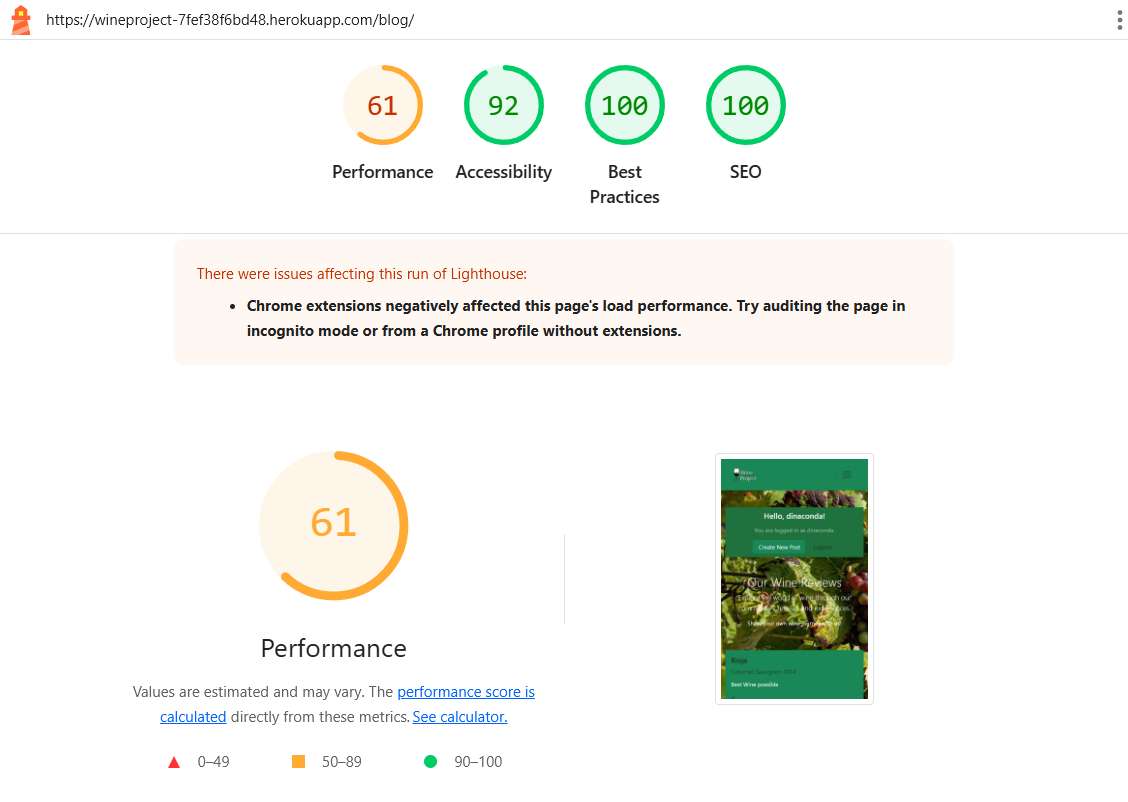 https://wineproject-7fef38f6bd48.herokuapp.com/blog/
61
92
100
100
Performance
Accessibility
Best
Practices
SEO
There were issues affecting this run of Lighthouse:
• Chrome extensions negatively affected this page's load performance. Try auditing the page in
incognito mode or from a Chrome profile without extensions.
61
Performance
Values are estimated and may vary. The performance score is
calculated directly from these metrics. See calculator.
0–49
50–89
90–100
Wine
Project
Hello, dinaconda!
You are logged in as dinaconda.
Create New Post
Logout
Our Wine Reviews
Rioja
Cabernet Sauvignon 2014
Best Wine possible